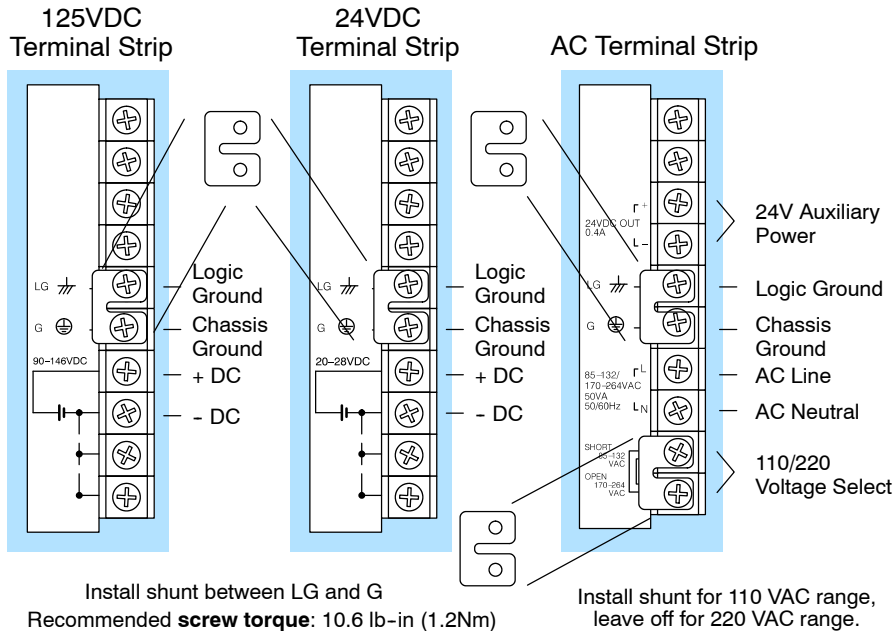 125VDC
Terminal Strip
24VDC
Terminal Strip
AC Terminal Strip
LG
G
90-146VDC
Logic
Ground
Chassis
Ground
+ DC
- DC
LG
G
20-28VDC
Logic
Ground
Chassis
Ground
+ DC
- DC
+
24VDC OUT
0.4A
-
LG
G
85-132/
170-264VAC
50VA
50/60Hz
L
N
SHORT
85-132
VAC
OPEN
170-264
VAC
24V Auxiliary
Power
Logic Ground
Chassis
Ground
AC Line
AC Neutral
110/220
Voltage Select
Install shunt between LG and G
Recommended screw torque: 10.6 lb-in (1.2Nm)
Install shunt for 110 VAC range,
leave off for 220 VAC range.